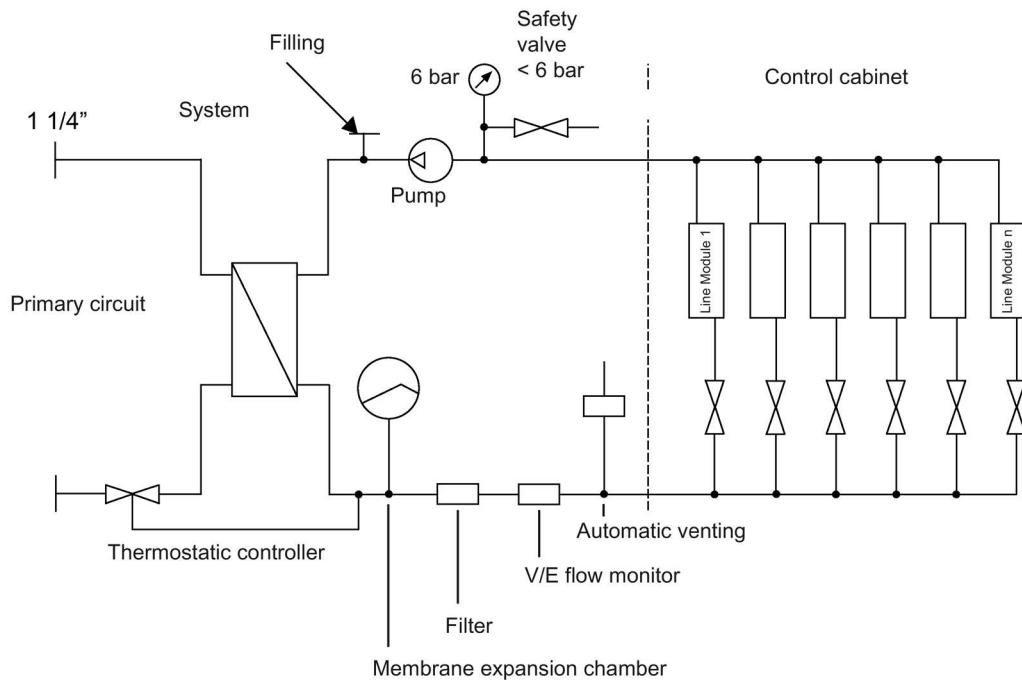 Safety
valve
< 6 bar
Filling
6 bar
Control cabinet
System
1 1/4”
Pump
Line Module 1
Line Module n
Primary circuit
Automatic venting
Thermostatic controller
V/E flow monitor
Filter
Membrane expansion chamber